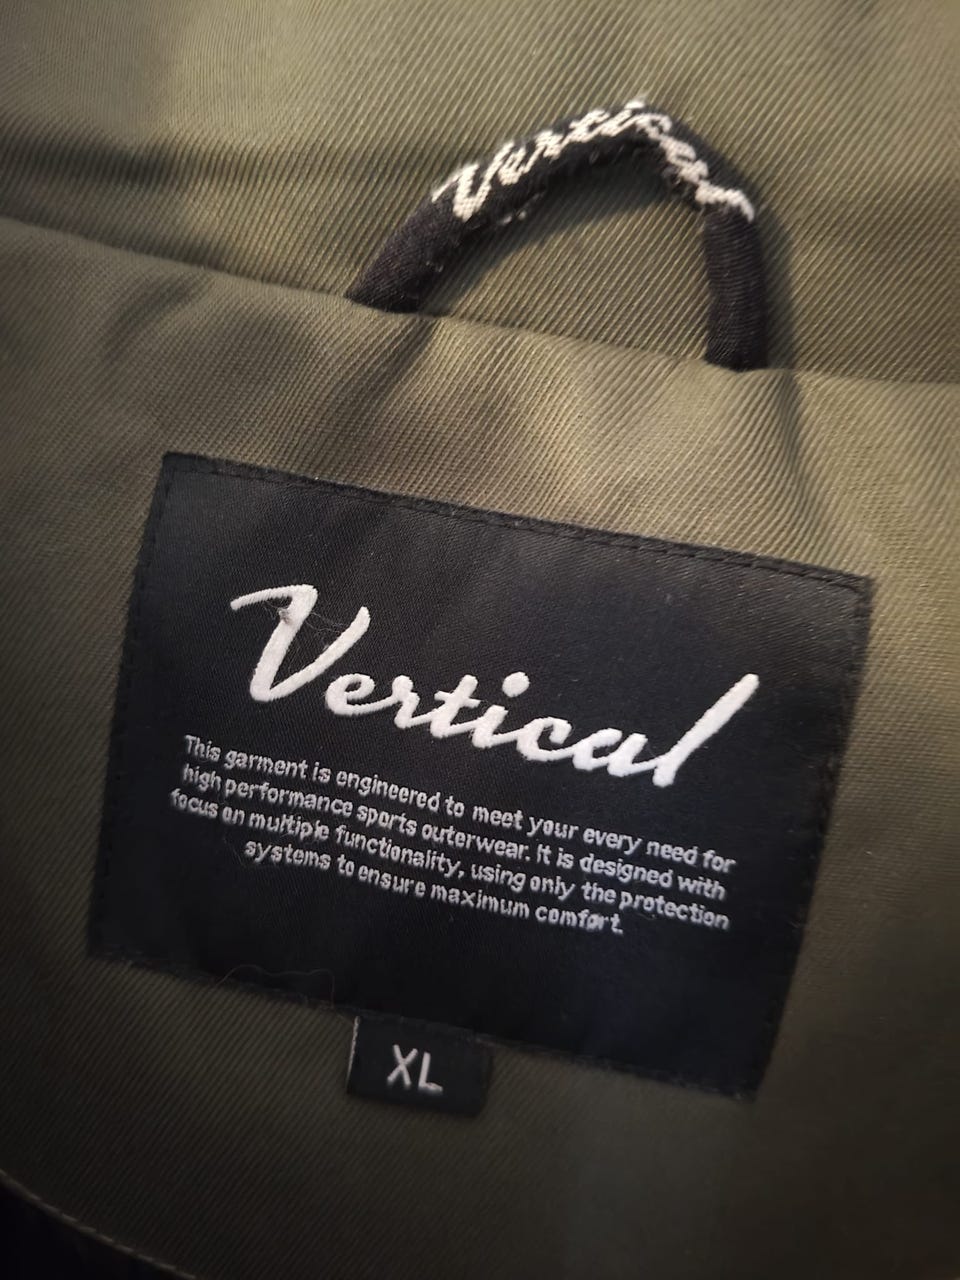 Vertical
Vertical
This garment is engineered to meet your every need for
high performance sports outerwear. It is designed with
focus on multiple functionality, using only the protection
systems to ensure maximum comfort.
XL